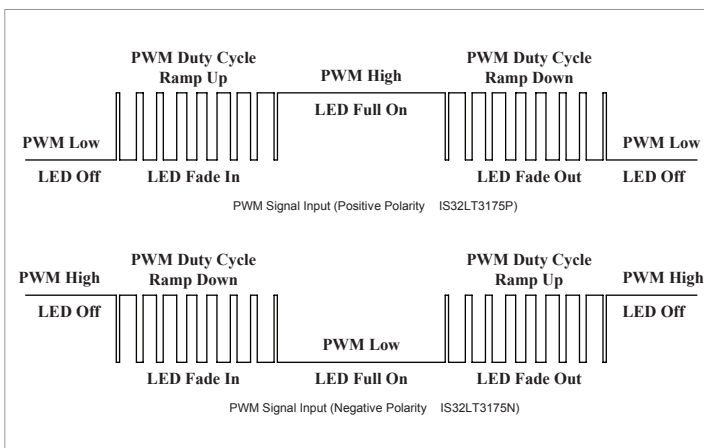 PWM Duty Cycle
Ramp Up
PWM High
PWM Duty Cycle
Ramp Down
LED Full On
PWM Low
PWM Low
LED Off
LED Fade In
LED Fade Out
LED Off
PWM Signal Input (Positive Polarity IS32LT3175P)
PWM Duty Cycle
Ramp Down
PWM Duty Cycle
Ramp Up
PWM High
PWM High
LED Off
LED Off
PWM Low
LED Fade In
LED Full On
LED Fade Out
PWM Signal Input (Negative Polarity IS32LT3175N)